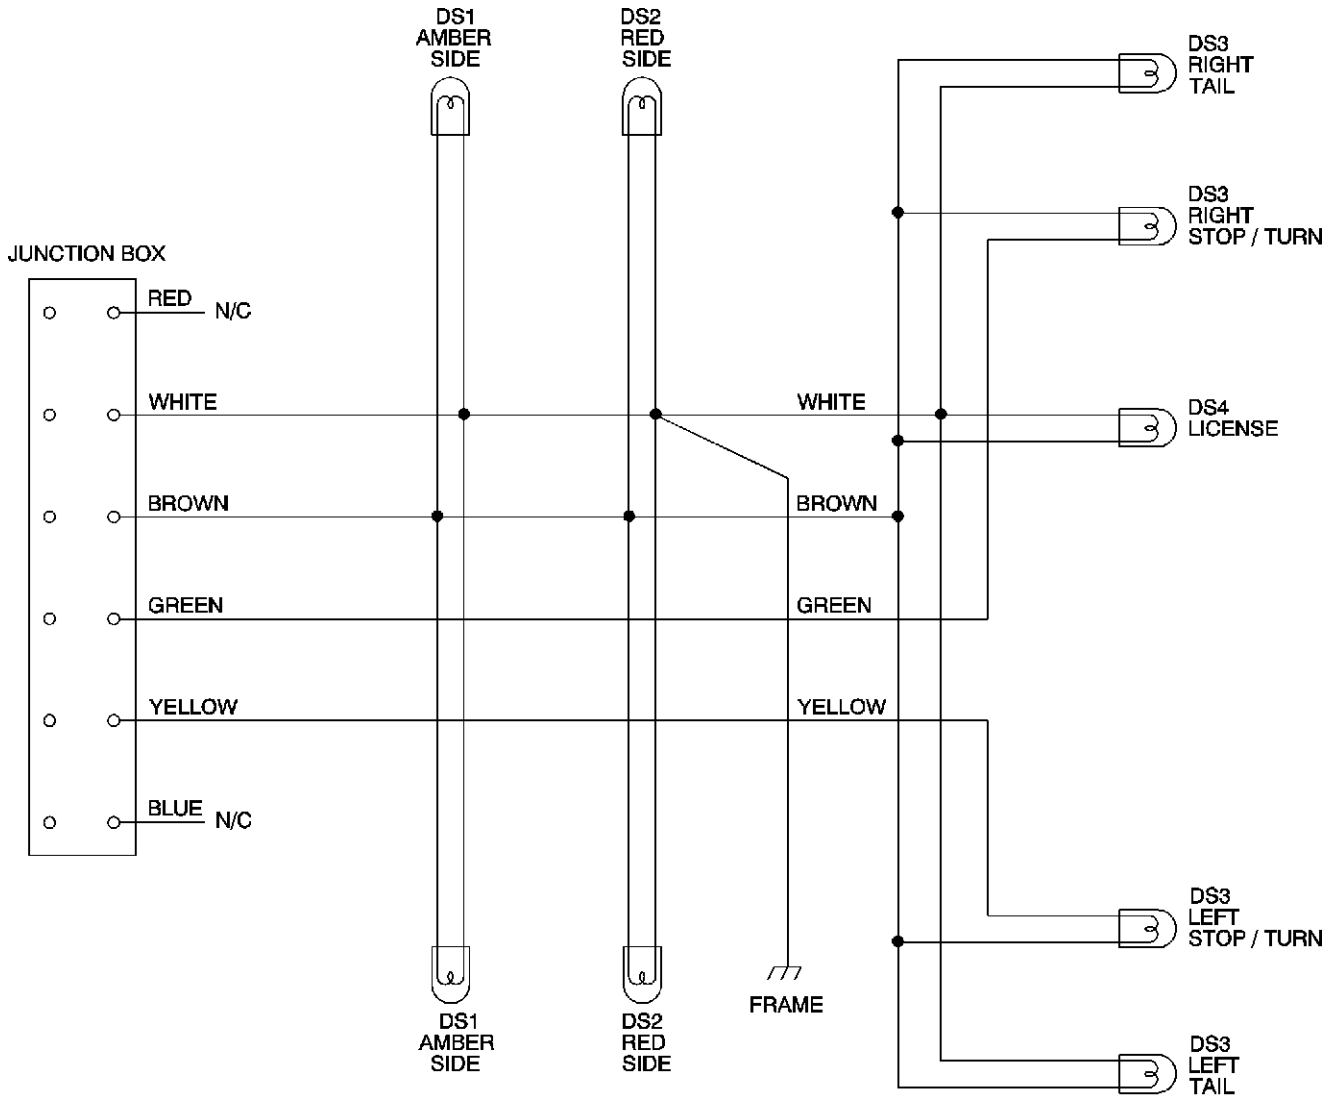 DS1
AMBER
SIDE
DS2
RED
SIDE
DS3
RIGHT
TAIL
DS3
RIGHT
STOP / TURN
JUNCTION BOX
RED
N/C
WHITE
WHITE
DS4
LICENSE
BROWN
BROWN
GREEN
GREEN
YELLOW
YELLOW
BLUE
N/C
DS3
LEFT
STOP / TURN
FRAME
DS1
AMBER
SIDE
DS2
RED
SIDE
DS3
LEFT
TAIL